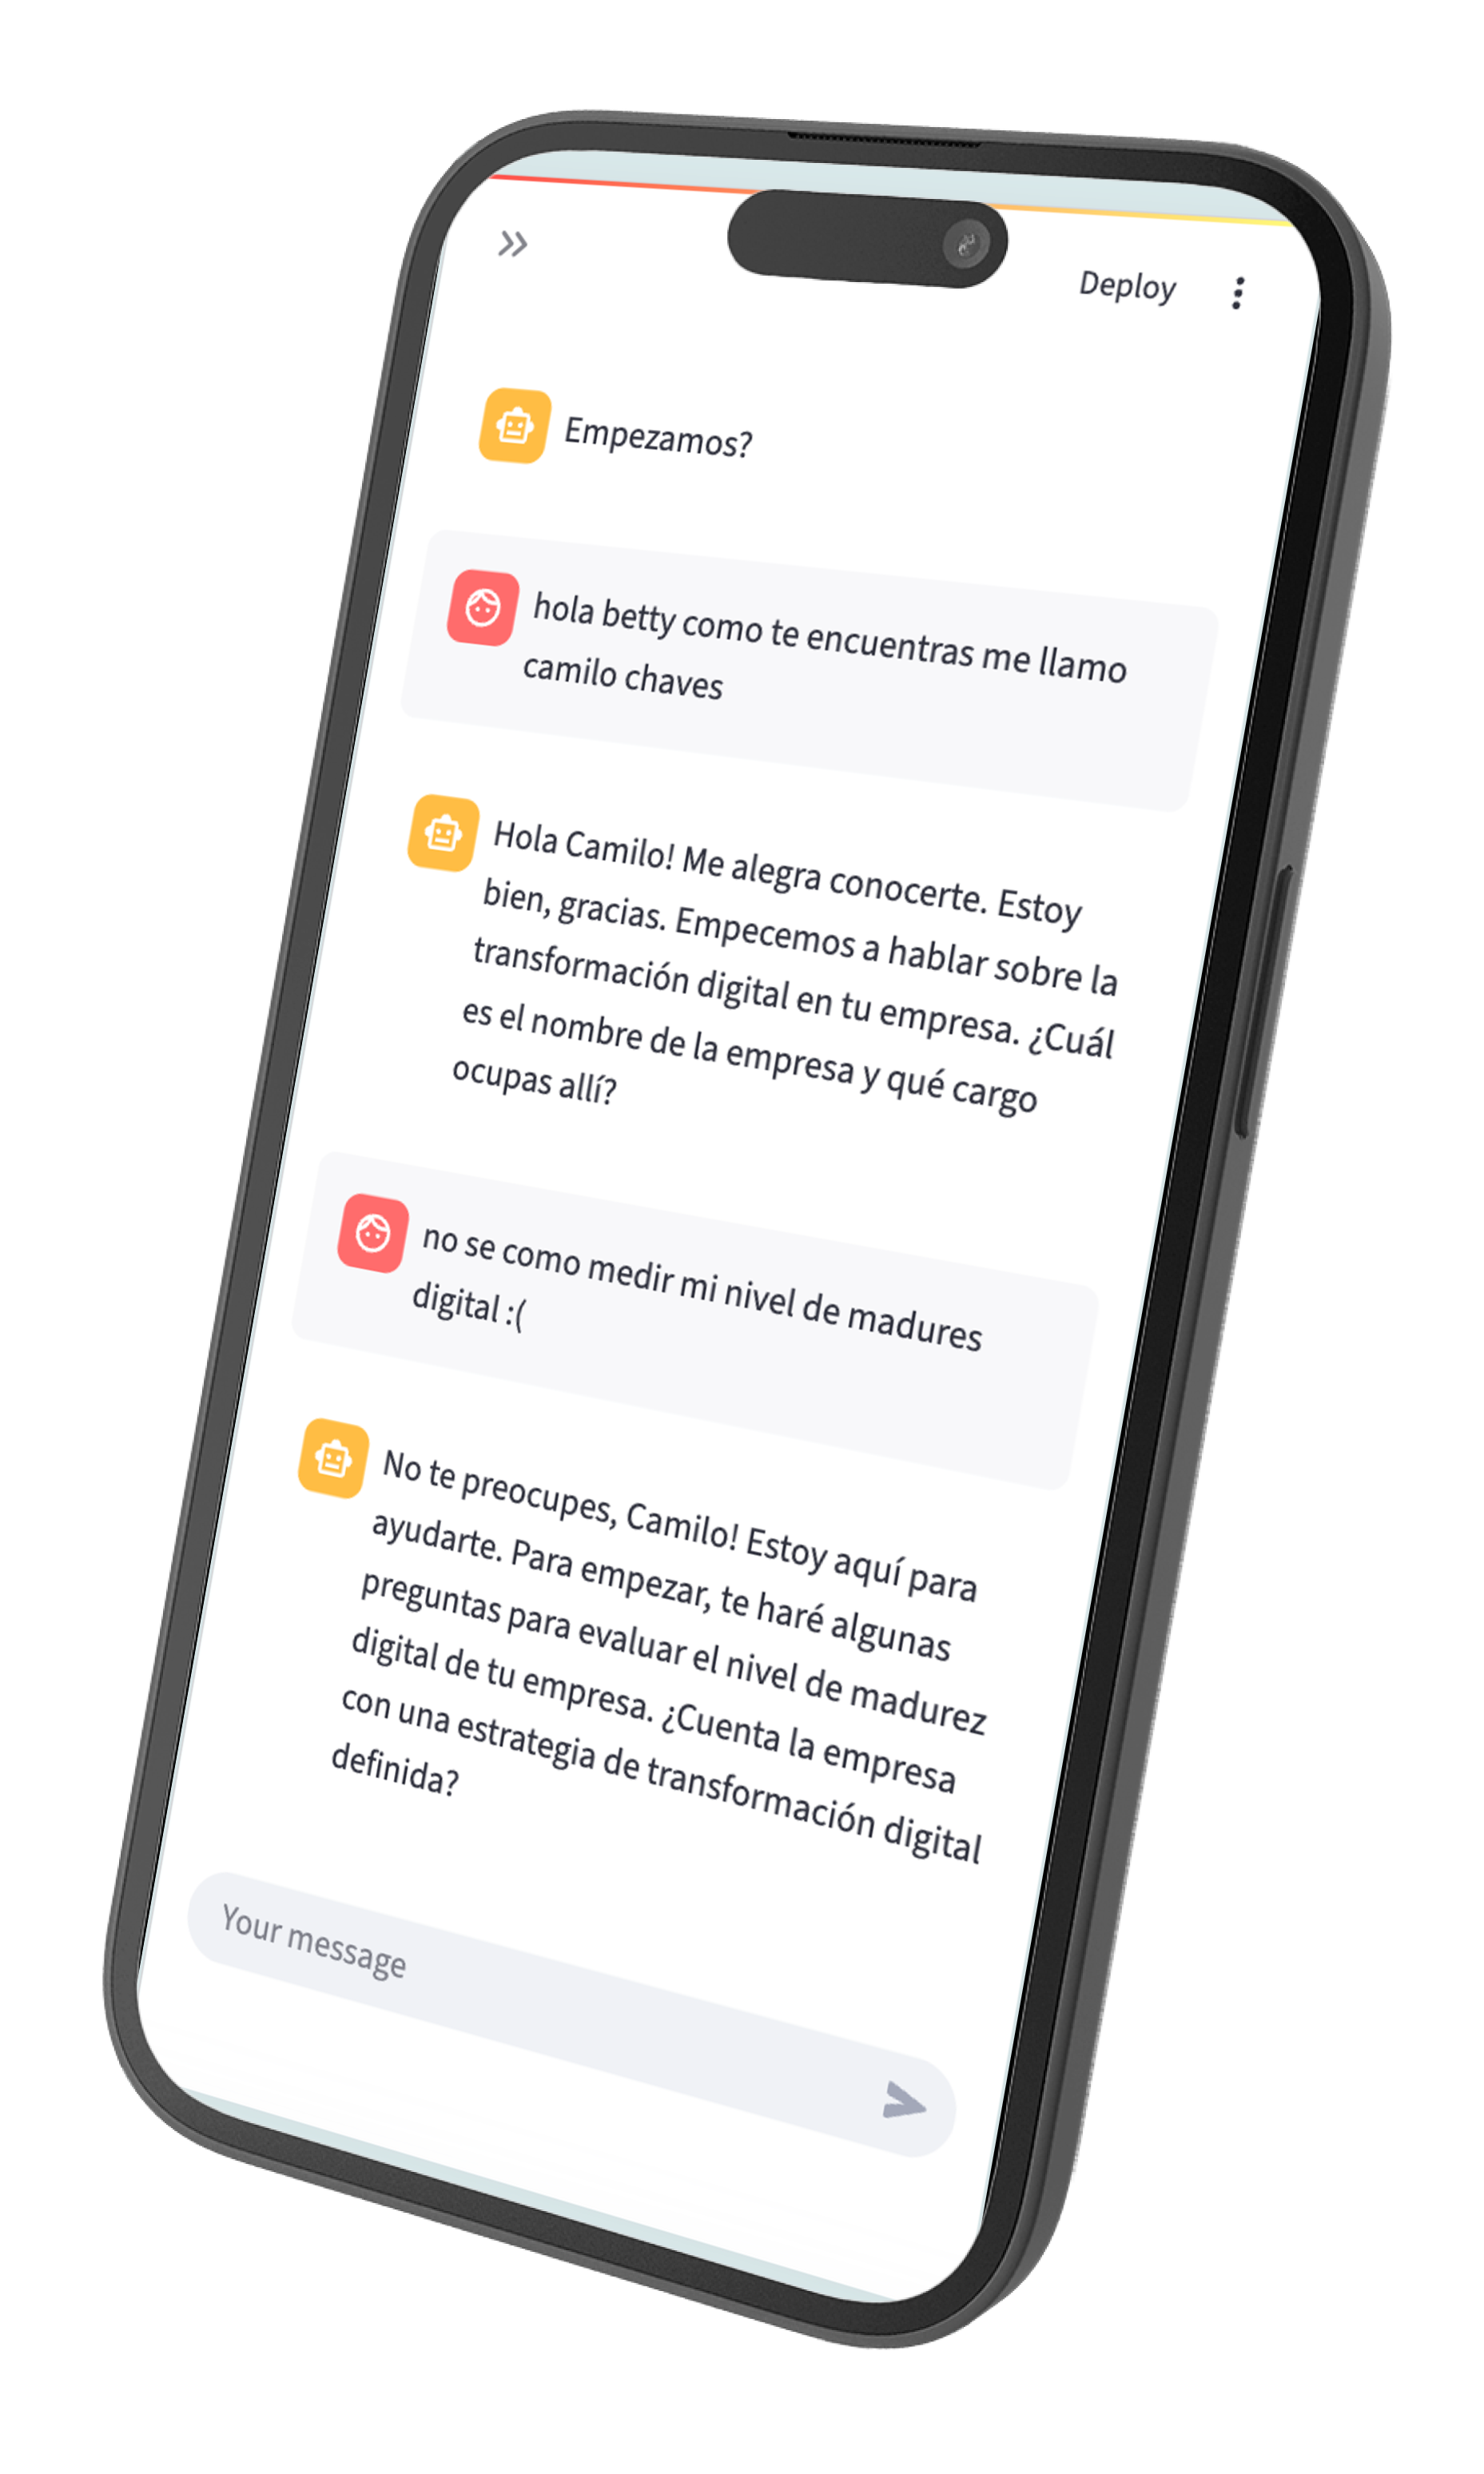 Deploy
Empezamos?
hola betty como te encuentras me llamo
camilo chaves
Hola Camilo! Me alegra conocerte. Estoy
bien, gracias. Empecemos a hablar sobre la
transformación digital en tu empresa. ¿Cuál
es el nombre de la empresa y qué cargo
ocupas allí?
no se como medir mi nivel de madures
digital :(
No te preocupes, Camilo! Estoy aquí para
ayudarte. Para empezar, te haré algunas
preguntas para evaluar el nivel de madurez
digital de tu empresa. ¿Cuenta la empresa
con una estrategia de transformación digital
definida?
Your message